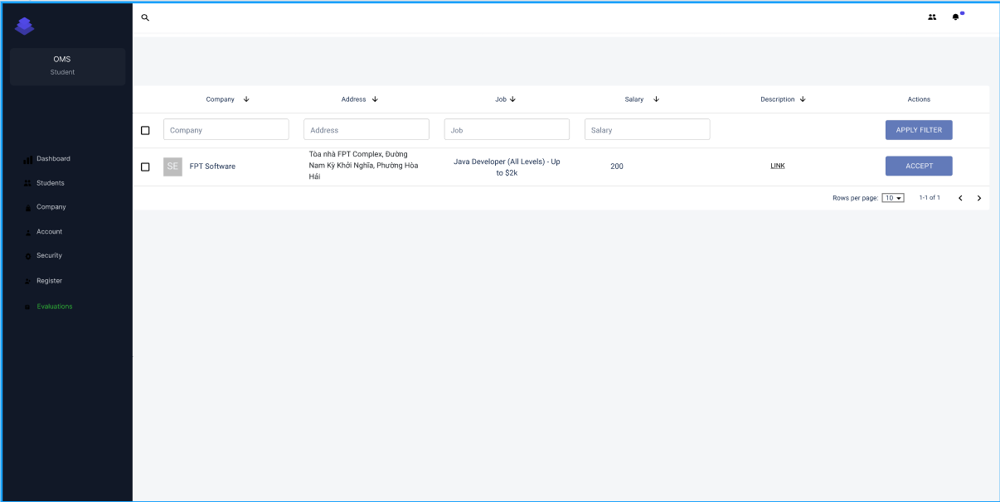 OMS
Student
Dashboard
Students
Company
Account
Security
Register
Evaluations
Company Address Job Salary Description Actions
Company Address Job Salary APPLY FILTER
SE FPT Software
Tòa nhà FPT Complex, Đường
Nam Kỳ Khởi Nghĩa, Phường Hòa
Hải
Java Developer (All Levels) - Up
to $2k
200
LINK
ACCEPT
Rows per page: 10 1-1 of 1